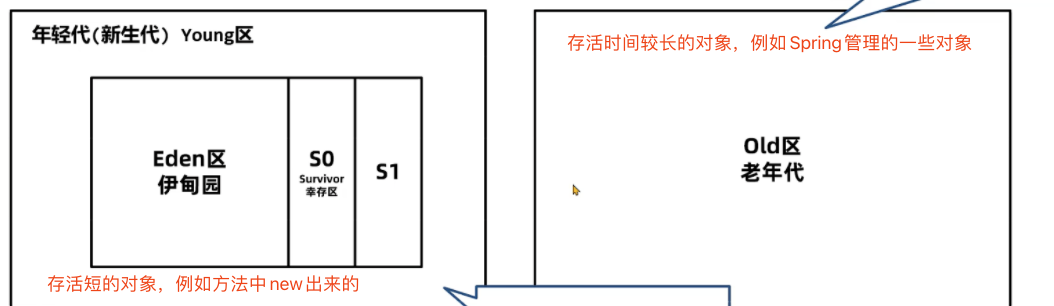 年轻代(新生代) Young区
存活时间较长的对象，例如Spring管理的一些对象
Eden区
伊甸园
S0
Survivor
幸存区
S1
Old区
老年代
存活短的对象，例如方法中new出来的